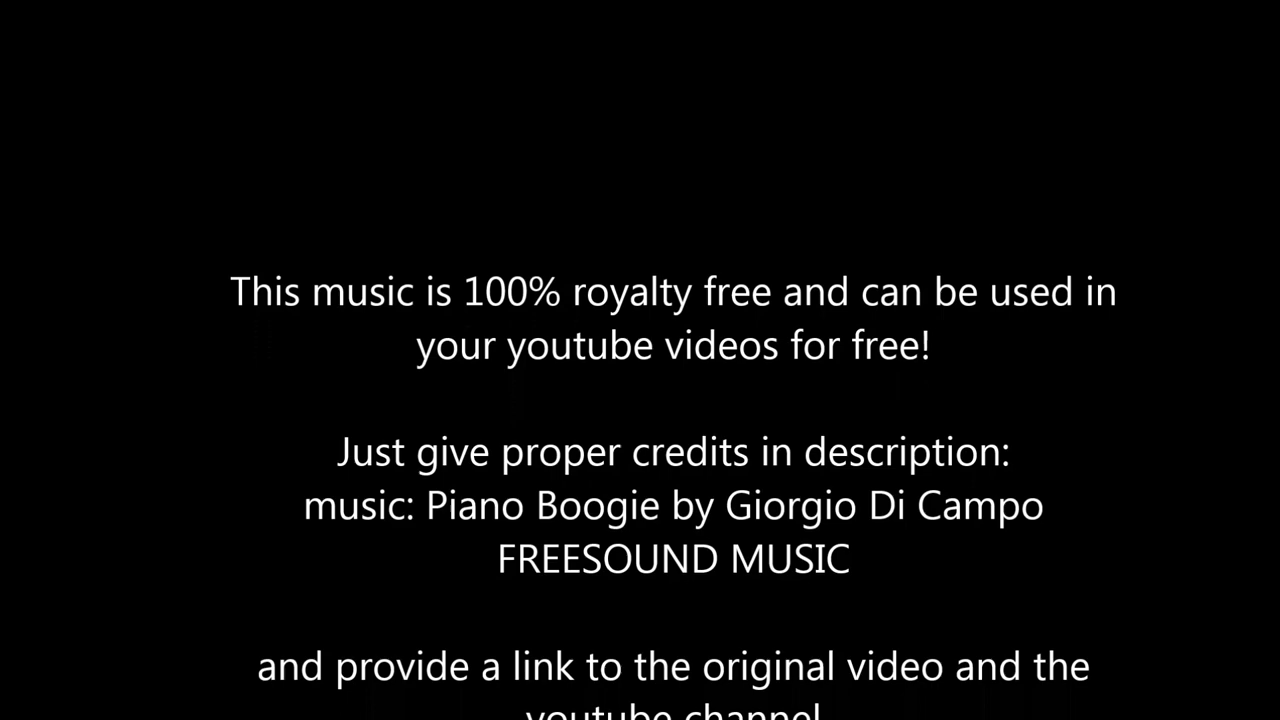 This music is 100% royalty free and can be used in
your youtube videos for free!
Just give proper credits in description:
music: Piano Boogie by Giorgio Di Campo
FREESOUND MUSIC
and provide a link to the original video and the
youtube channel